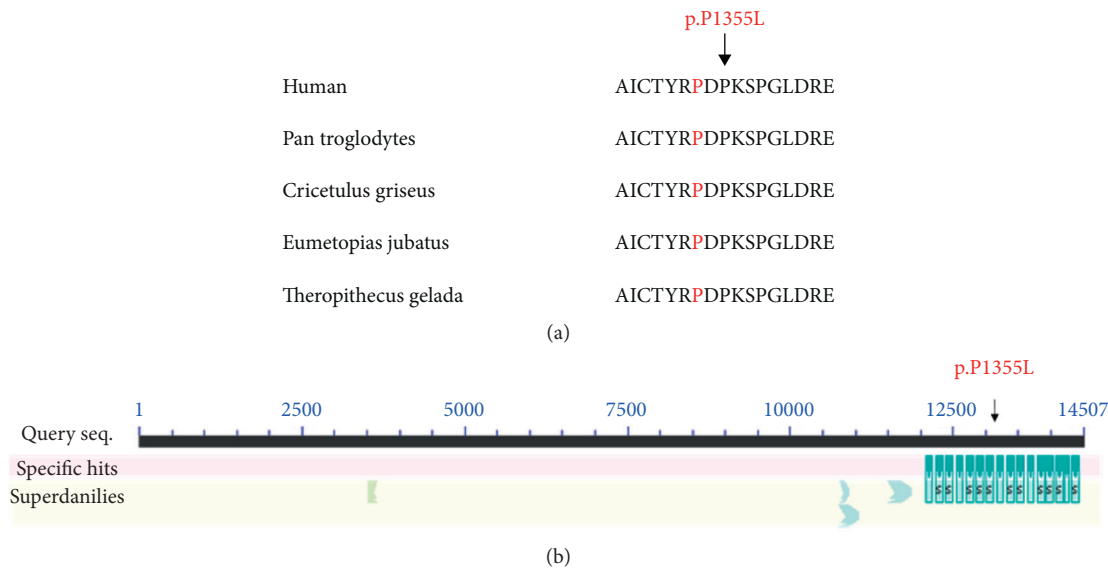 p.P1355L
Human AICTYRPDPKSPGLDRE
Pan troglodytes AICTYRPDPKSPGLDRE
Cricetulus griseus AICTYRPDPKSPGLDRE
Eumetopias jubatus AICTYRPDPKSPGLDRE
Theropithecus gelada AICTYRPDPKSPGLDRE
(a)
p.P1355L
1 2500 5000 7500 10000 12500 14507
Query seq.
Specific hits
Superdanilies
(b)